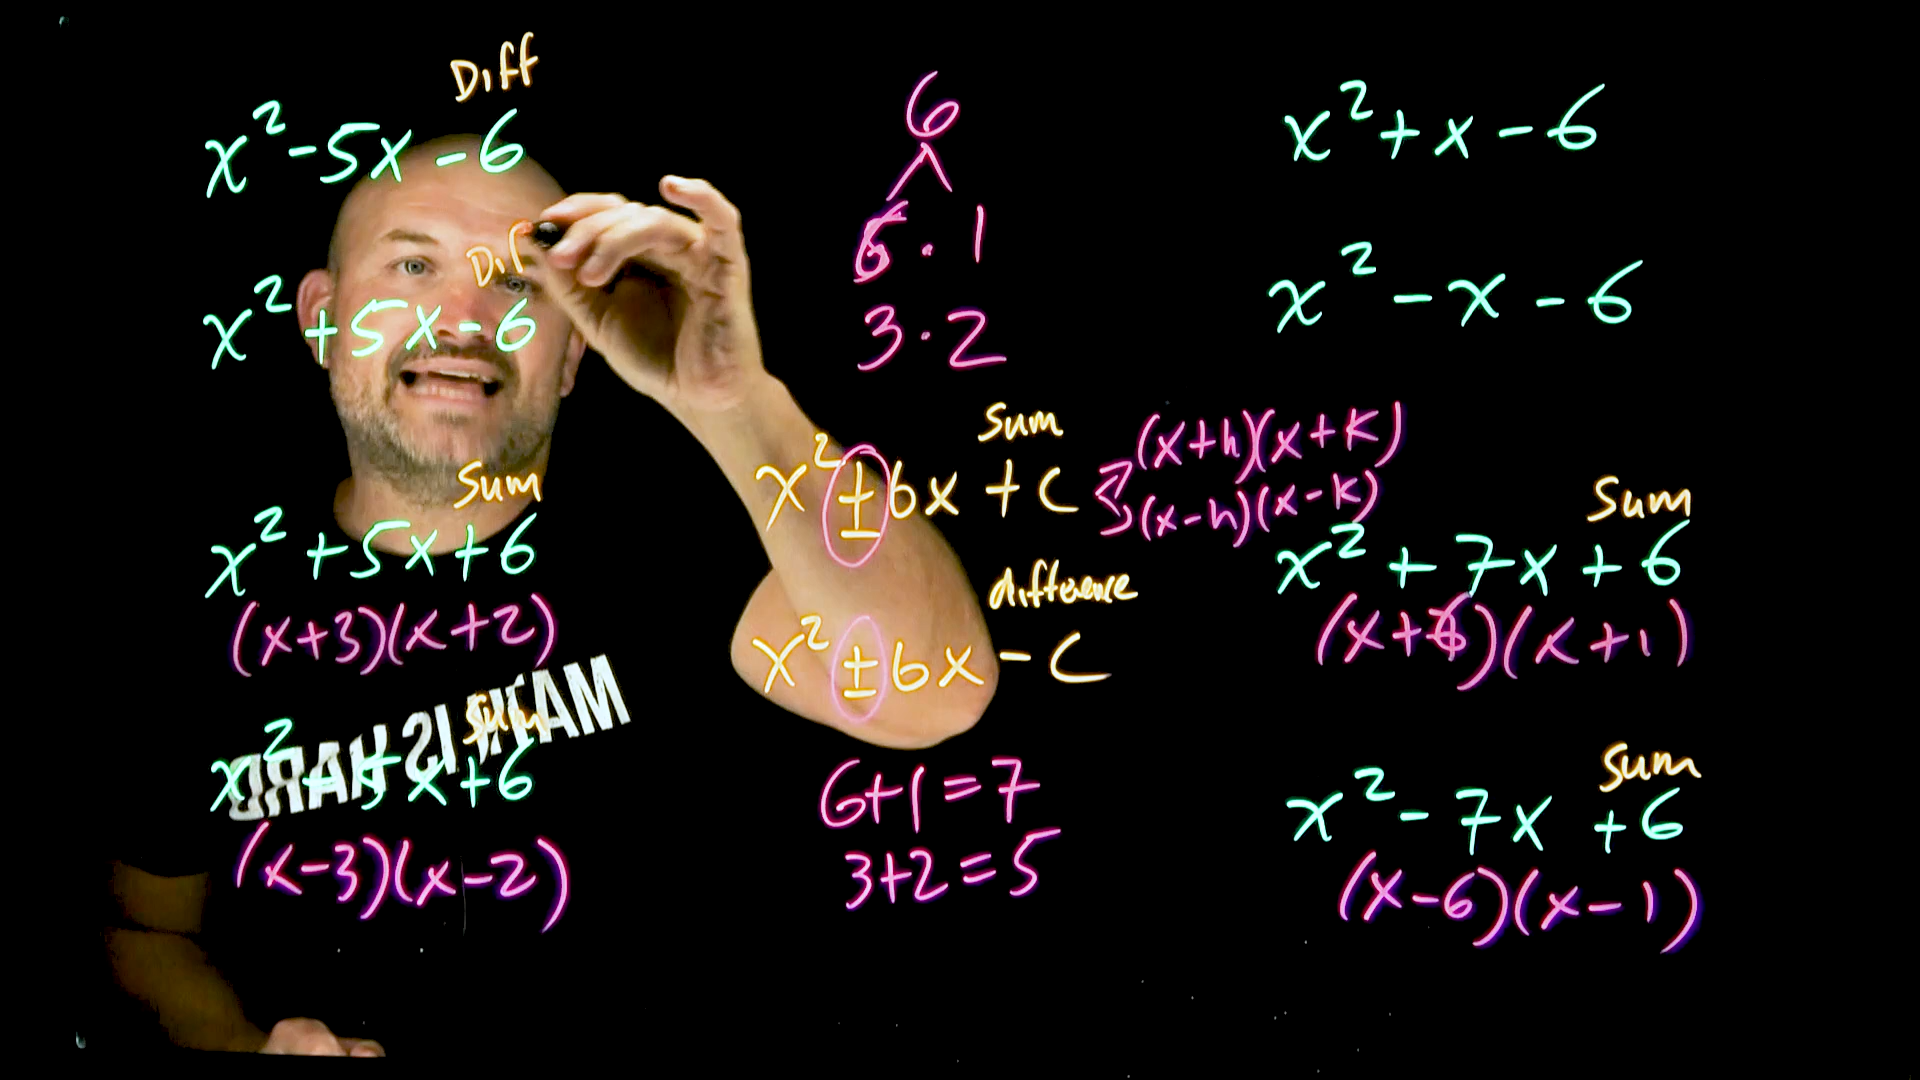 Diff
x² - 5x - 6
Dif
x² + 5x - 6
Sum
x² + 5x + 6
(x+3)(x+2)
MATH IS HARD
Sum
x² - 5x + 6
(x-3)(x-2)
6
6 · 1
3 · 2
Sum
x² ± 6x + C
(x+h)(x+k)
(x-h)(x-k)
difference
x² ± 6x - C
6+1=7
3+2=5
x² + x - 6
x² - x - 6
Sum
x² + 7x + 6
(x+6)(x+1)
Sum
x² - 7x + 6
(x-6)(x-1)